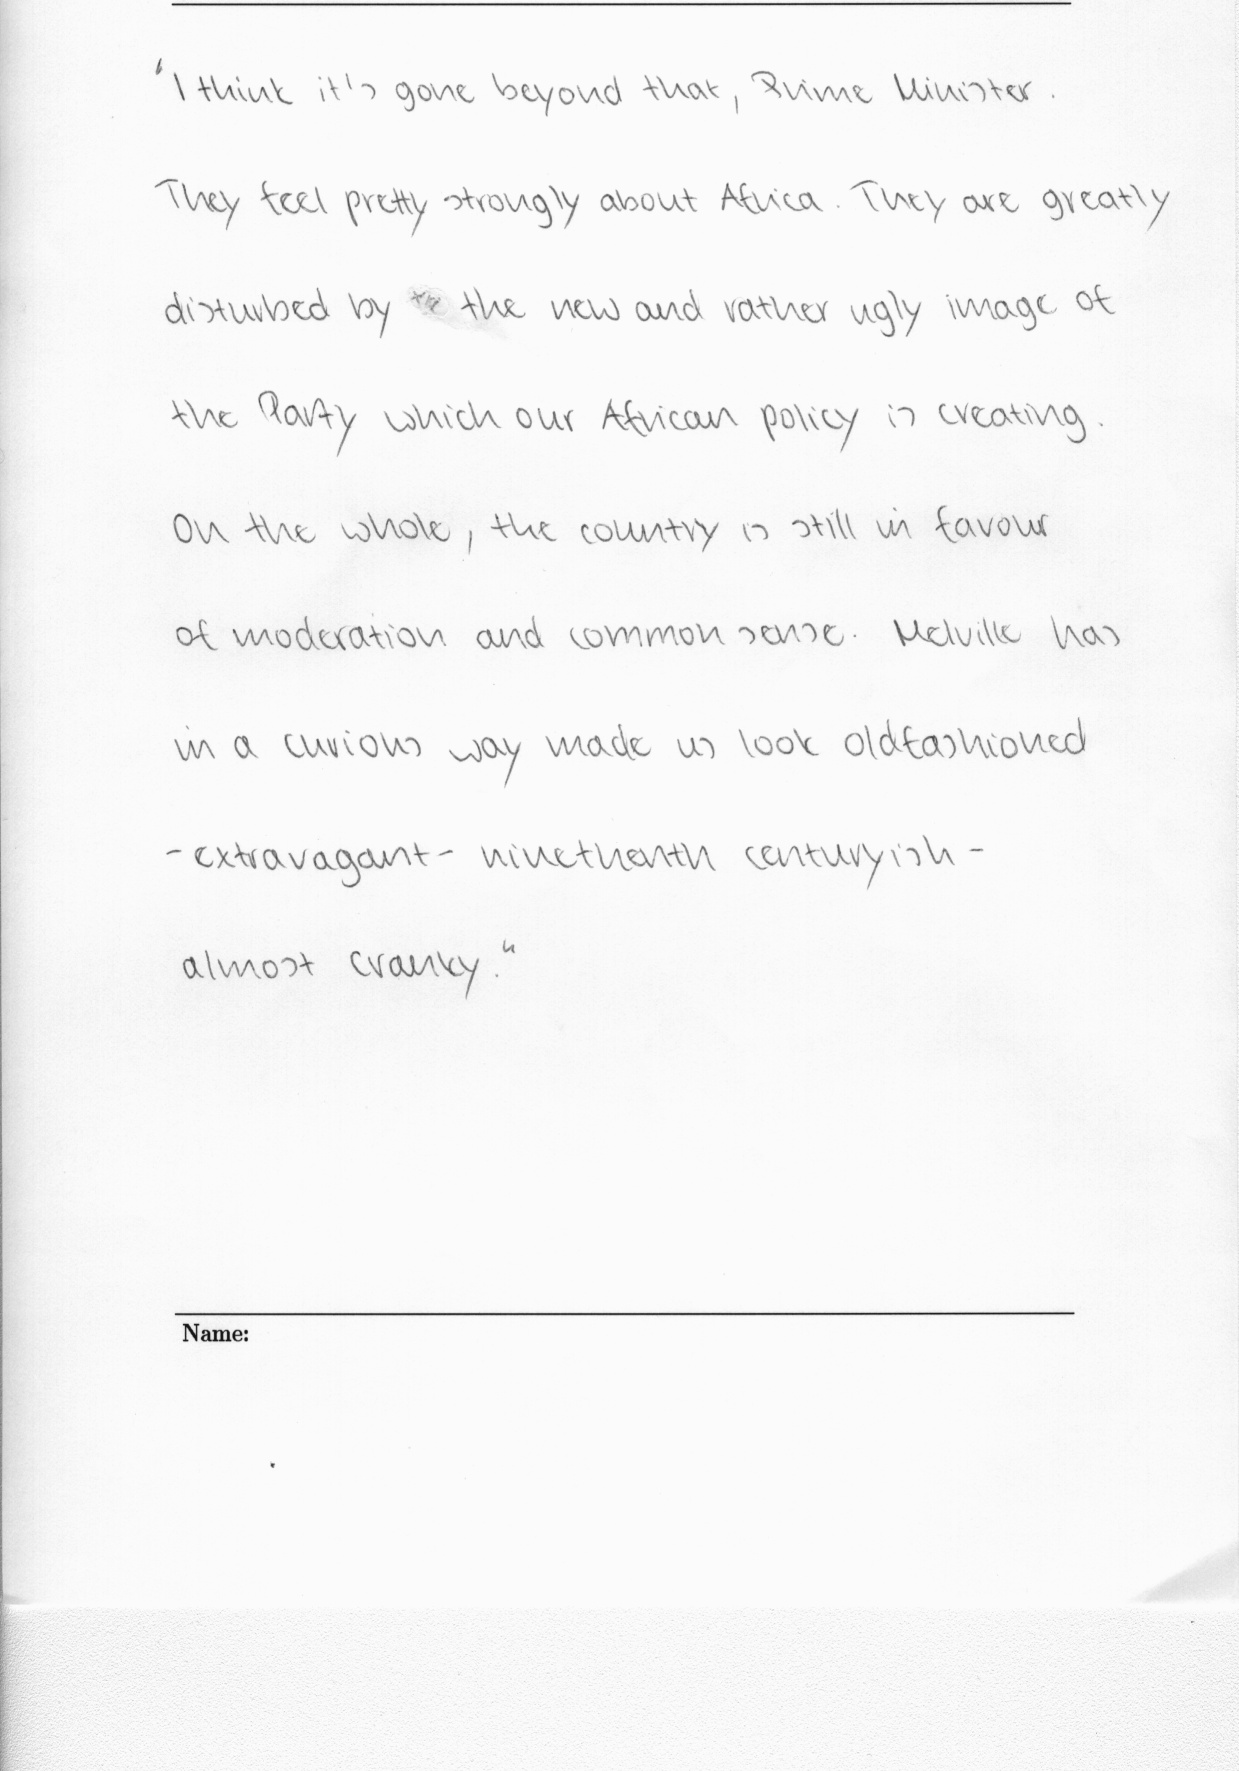 "I think it's gone beyond that, Prime Minister.
They feel pretty strongly about Africa. They are greatly
disturbed by the new and rather ugly image of
the Party which our African policy is creating.
On the whole, the country is still in favour
of moderation and common sense. Melville has
in a curious way made us look oldfashioned
- extravagant - ninethenth centuryish -
almost cranky."
Name: